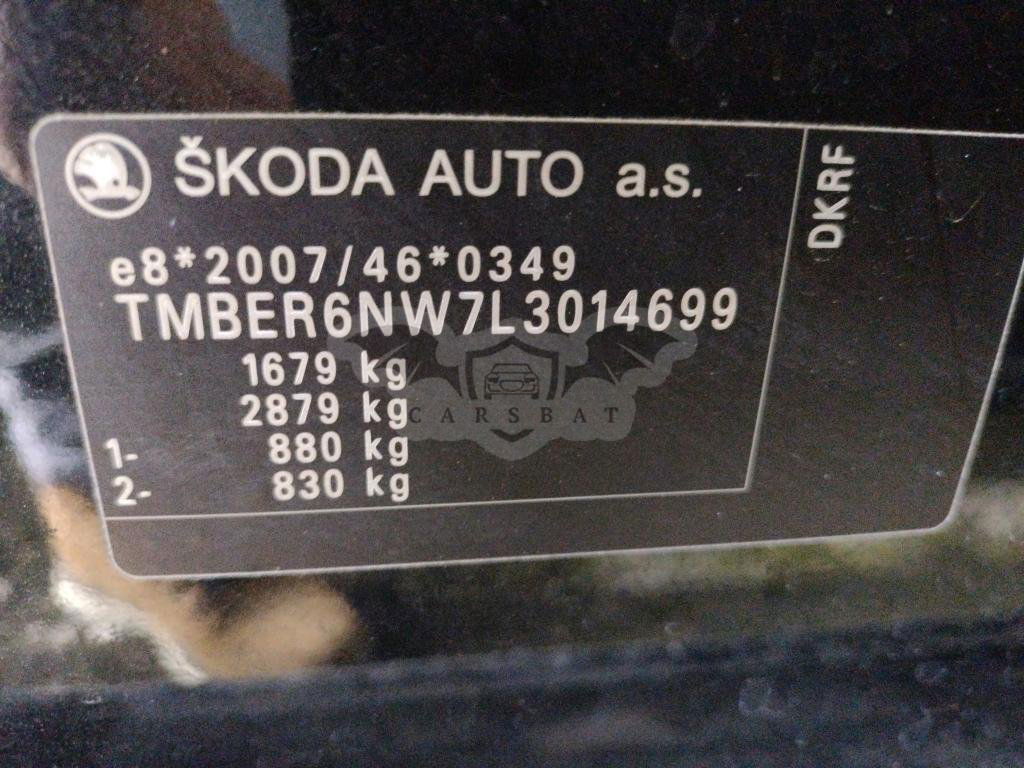 ŠKODA AUTO a.s.
DKRF
e8*2007/46*0349
TMBER6NW7L3014699
1679 kg
2879 kg
1- 880 kg
2- 830 kg
CARSBAT